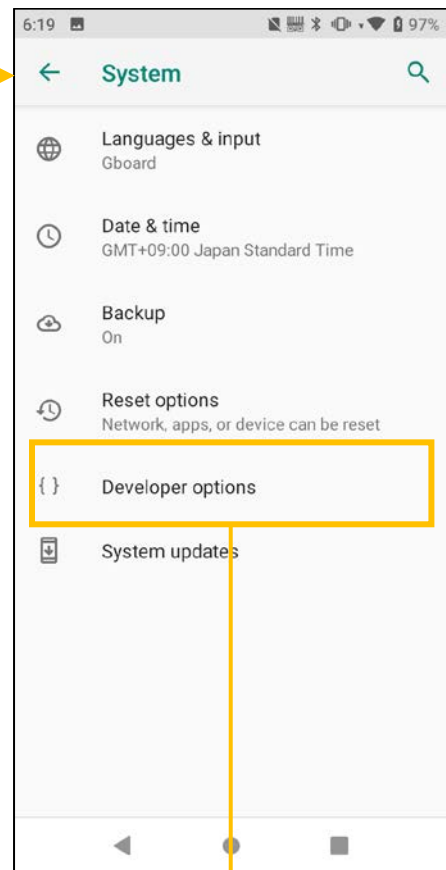 6:19 97%
System
Languages & input
Gboard
Date & time
GMT+09:00 Japan Standard Time
Backup
On
Reset options
Network, apps, or device can be reset
{ } Developer options
System updates